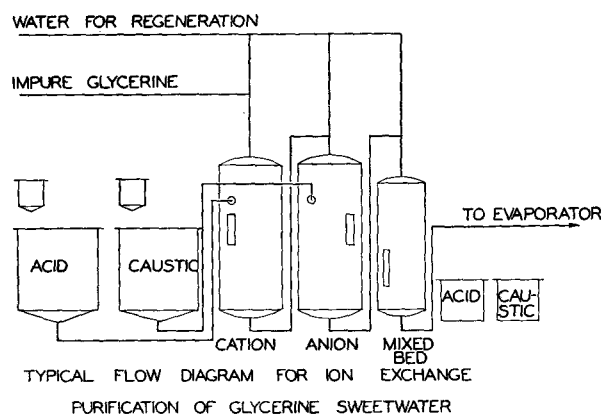 WATER FOR REGENERATION
IMPURE GLYCERINE
TO EVAPORATOR
ACID
CAUSTIC
ACID
CAU-
STIC
CATION
ANION
MIXED
BED
TYPICAL FLOW DIAGRAM FOR ION EXCHANGE
PURIFICATION OF GLYCERINE SWEETWATER